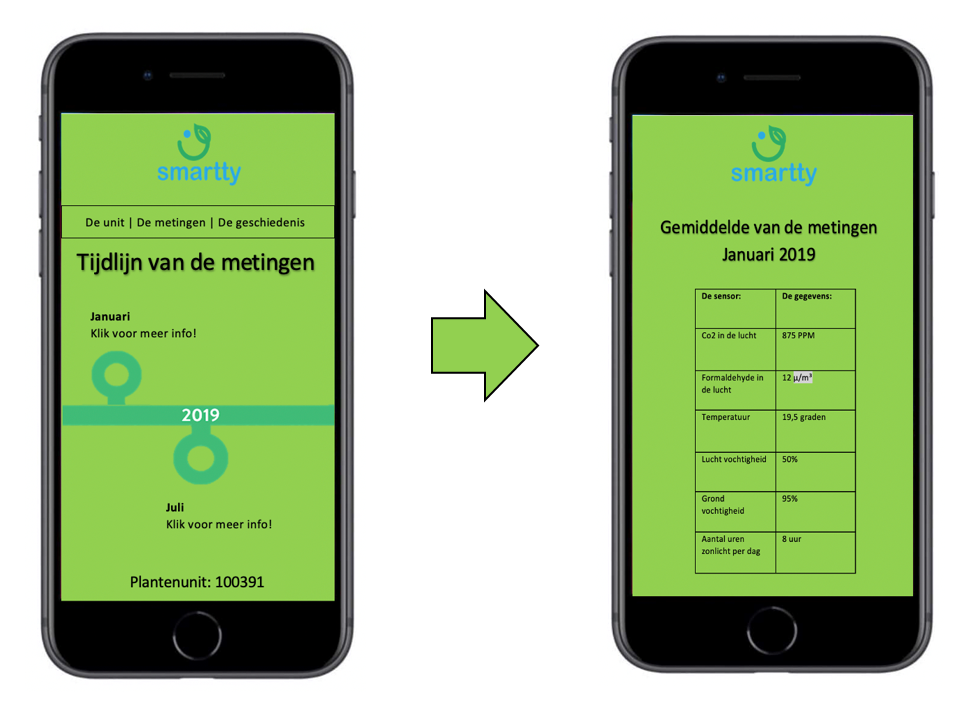 smartty
De unit | De metingen | De geschiedenis
Tijdlijn van de metingen
Januari
Klik voor meer info!
2019
Juli
Klik voor meer info!
Plantenunit: 100391
smartty
Gemiddelde van de metingen
Januari 2019
De sensor: De gegevens:
Co2 in de lucht 875 PPM
Formaldehyde in 12 µ/m³
de lucht
Temperatuur 19,5 graden
Lucht vochtigheid 50%
Grond 95%
vochtigheid
Aantal uren 8 uur
zonlicht per dag